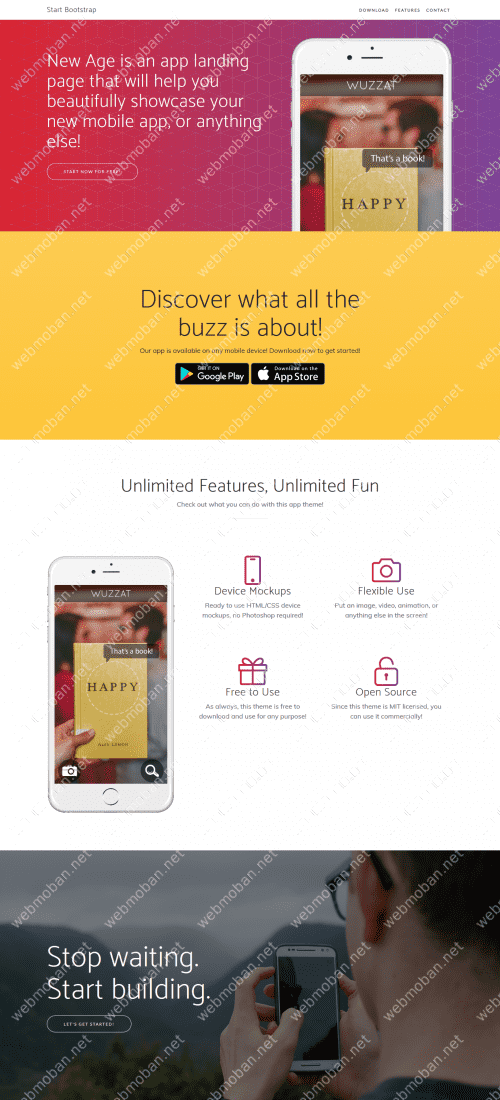 Start Bootstrap
DOWNLOAD FEATURES CONTACT
New Age is an app landing
page that will help you
beautifully showcase your
new mobile app, or anything
else!
START NOW FOR FREE!
WUZZAT
That's a book!
HAPPY
Discover what all the
buzz is about!
Our app is available on any mobile device! Download now to get started!
GET IT ON
Google Play
Download on the
App Store
Unlimited Features, Unlimited Fun
Check out what you can do with this app theme!
WUZZAT
That's a book!
HAPPY
Device Mockups
Ready to use HTML/CSS device
mockups, no Photoshop required!
Flexible Use
Put an image, video, animation, or
anything else in the screen!
Free to Use
As always, this theme is free to
download and use for any purpose!
Open Source
Since this theme is MIT licensed, you
can use it commercially!
Stop waiting.
Start building.
LET'S GET STARTED!
webmoban.net